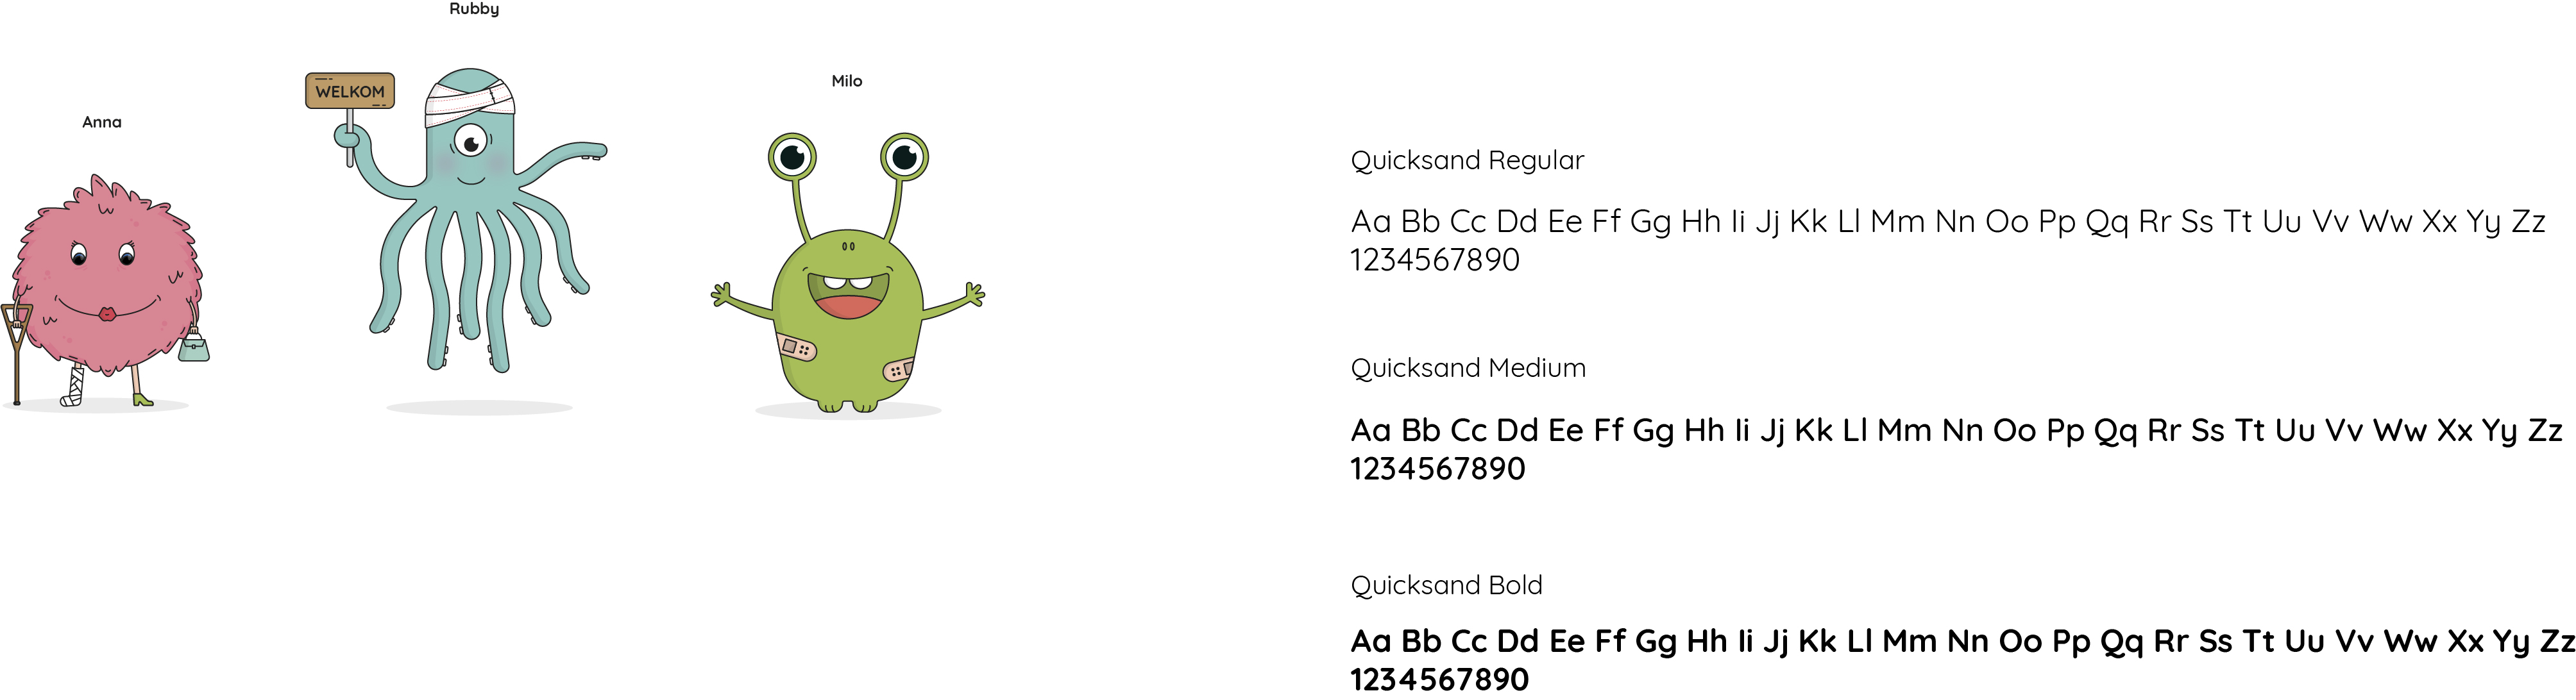 Rubby
WELKOM
Milo
Anna
Quicksand Regular
Aa Bb Cc Dd Ee Ff Gg Hh Ii Jj Kk Ll Mm Nn Oo Pp Qq Rr Ss Tt Uu Vv Ww Xx Yy Zz
1234567890
Quicksand Medium
Aa Bb Cc Dd Ee Ff Gg Hh Ii Jj Kk Ll Mm Nn Oo Pp Qq Rr Ss Tt Uu Vv Ww Xx Yy Zz
1234567890
Quicksand Bold
Aa Bb Cc Dd Ee Ff Gg Hh Ii Jj Kk Ll Mm Nn Oo Pp Qq Rr Ss Tt Uu Vv Ww Xx Yy Zz
1234567890